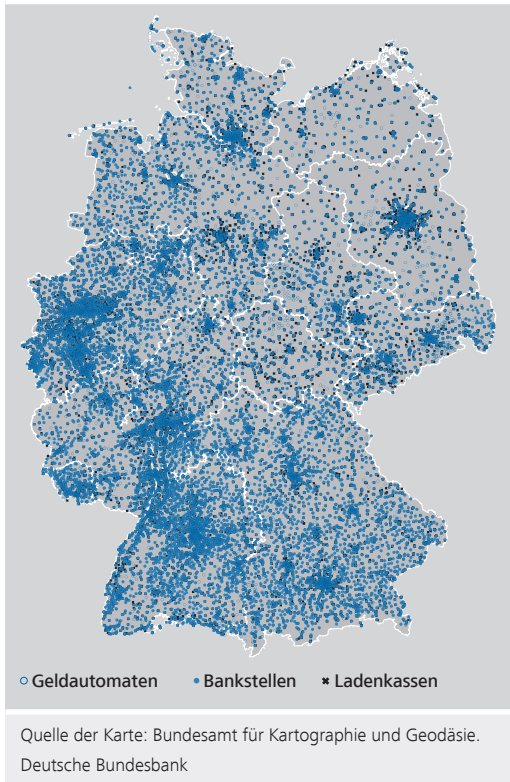 Geldautomaten Bankstellen Ladenkassen
Quelle der Karte: Bundesamt für Kartographie und Geodäsie.
Deutsche Bundesbank